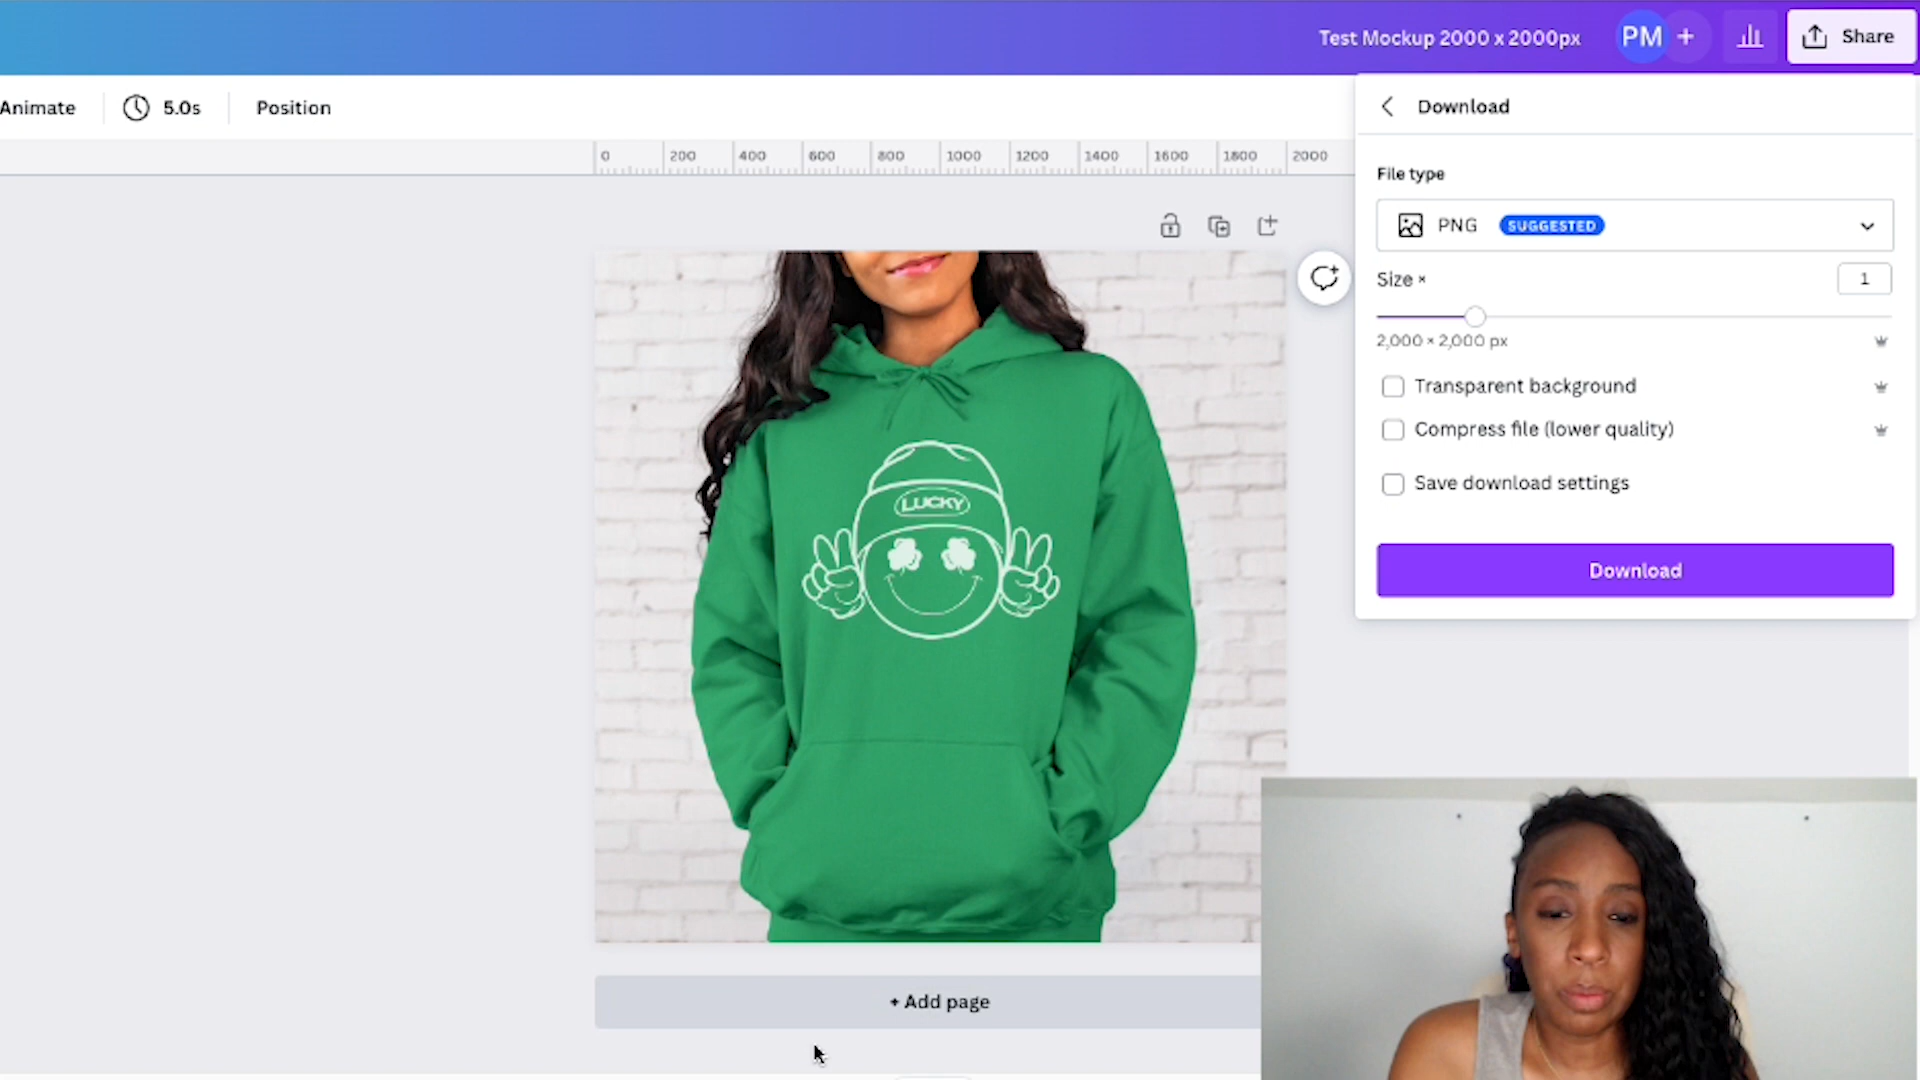 Test Mockup 2000 x 2000px
PM
+
Share
Animate
5.0s
Position
0 200 400 600 800 1000 1200 1400 1600 1800 2000
Download
File type
PNG SUGGESTED
Size ×
1
2,000 × 2,000 px
Transparent background
Compress file (lower quality)
Save download settings
Download
LUCKY
+ Add page